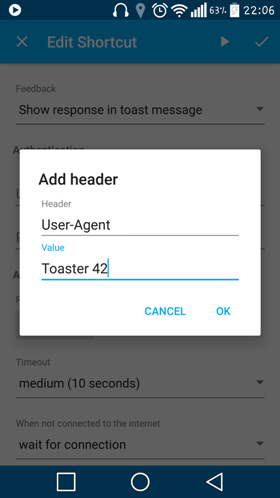 63% 22:06
Edit Shortcut
Feedback
Show response in toast message
Authentication
Add header
Header
User-Agent
Value
Toaster 42
CANCEL OK
Timeout
medium (10 seconds)
When not connected to the internet
wait for connection